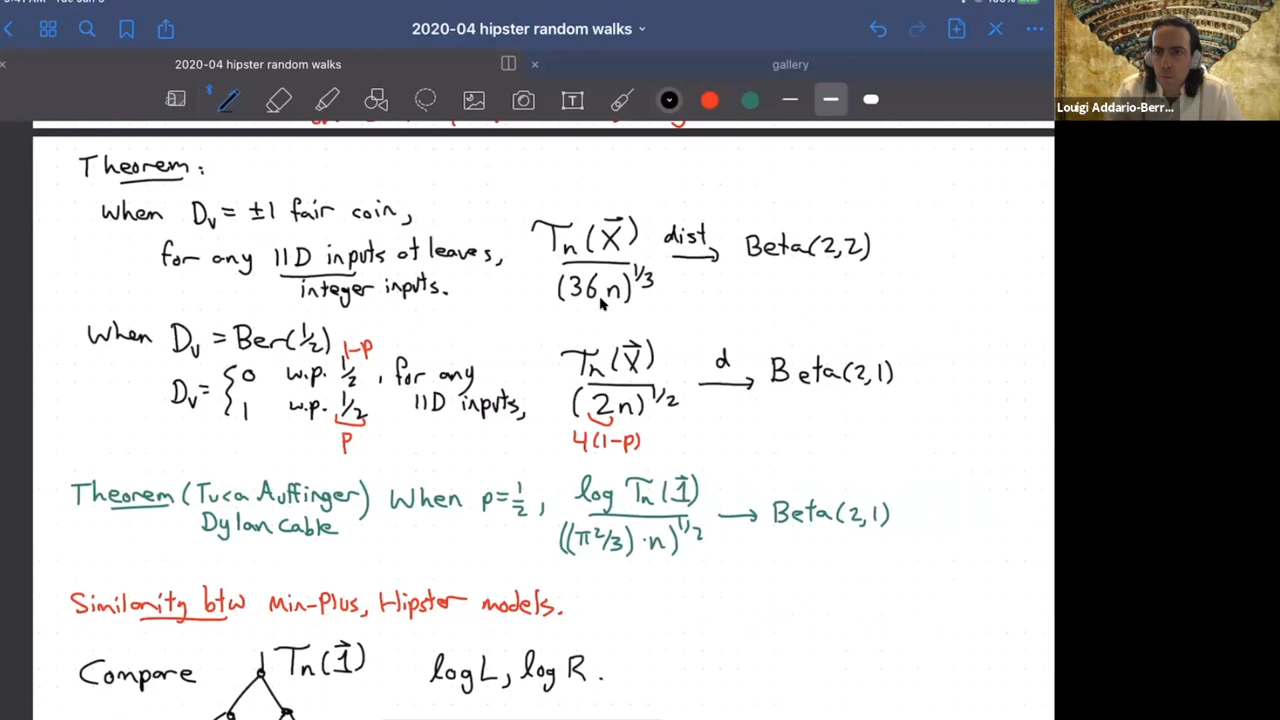 2020-04 hipster random walks
2020-04 hipster random walks
gallery
Louigi Addario-Berr...
Theorem:
When D_v = ±1 fair coin,
for any IID inputs at leaves,
integer inputs.
T_n(X⃗) / (36n)^{1/3} dist→ Beta(2,2)
When D_v = Ber(1/2)
D_v = { 0 w.p. 1/2, for any 1-p
1 w.p. 1/2 IID inputs, p
T_n(X⃗) / (2n)^{1/2} d→ Beta(2,1)
4(1-p)
Theorem (Tuca Auffinger) When p=1/2, log T_n(1⃗) / ((π²/3)·n)^{1/2} → Beta(2,1)
Dylan Cable
Similarity btw Min-Plus, Hipster models.
Compare T_n(1⃗) log L, log R.